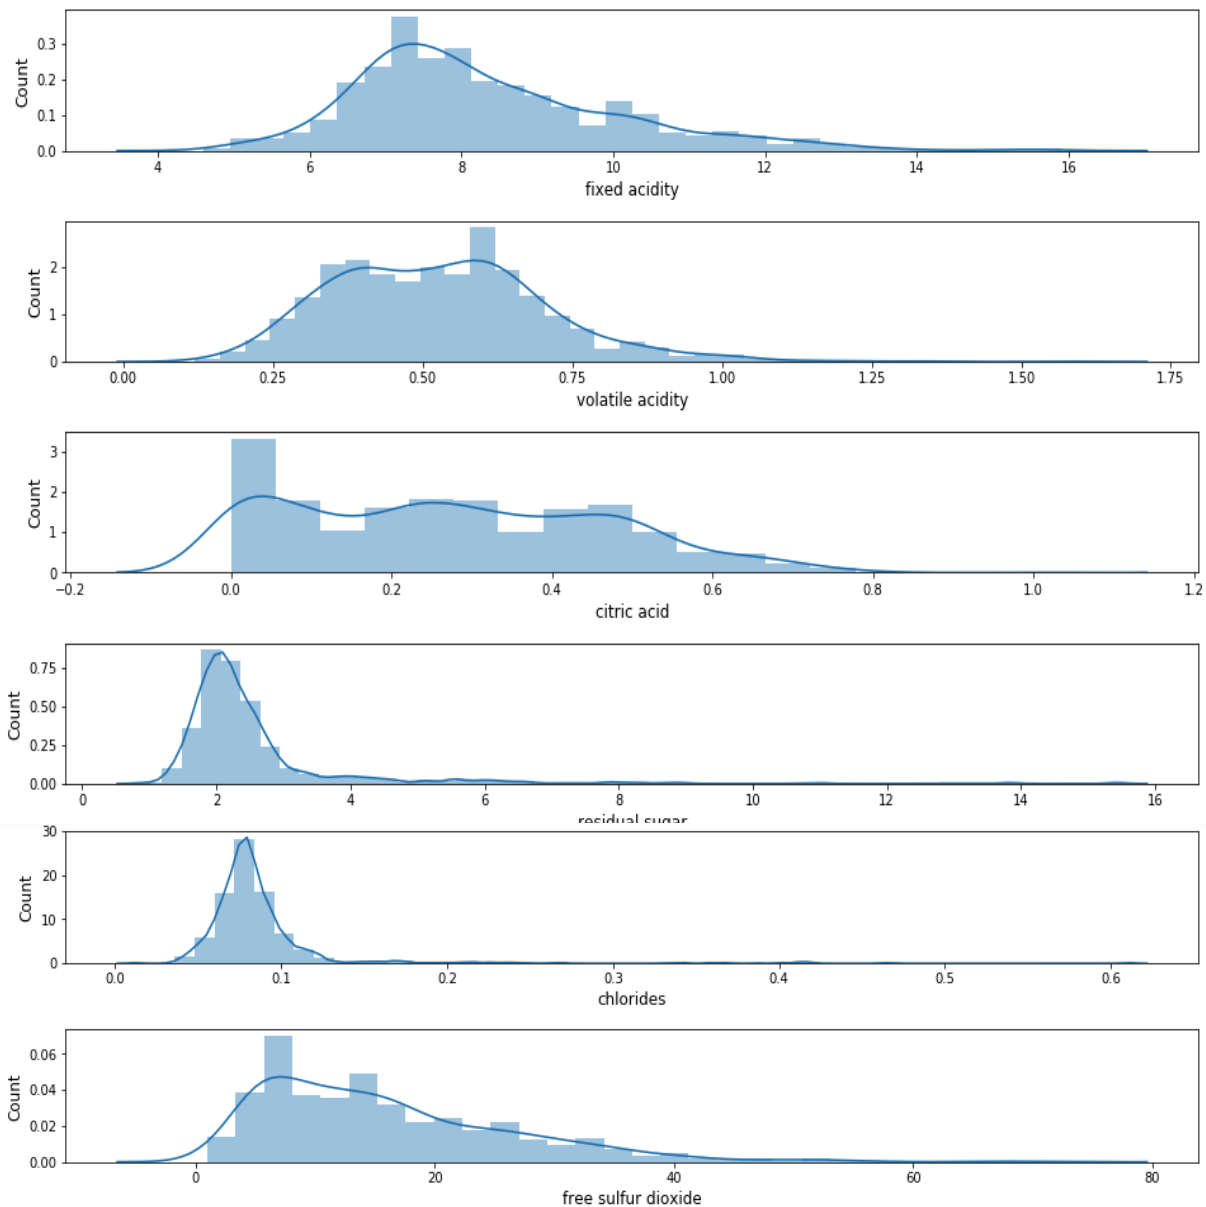 Count
0.3
0.2
0.1
0.0
4 6 8 10 12 14 16
fixed acidity
Count
2
1
0
0.00 0.25 0.50 0.75 1.00 1.25 1.50 1.75
volatile acidity
Count
3
2
1
0
−0.2 0.0 0.2 0.4 0.6 0.8 1.0 1.2
citric acid
Count
0.75
0.50
0.25
0.00
0 2 4 6 8 10 12 14 16
residual sugar
Count
30
20
10
0
0.0 0.1 0.2 0.3 0.4 0.5 0.6
chlorides
Count
0.06
0.04
0.02
0.00
0 20 40 60 80
free sulfur dioxide